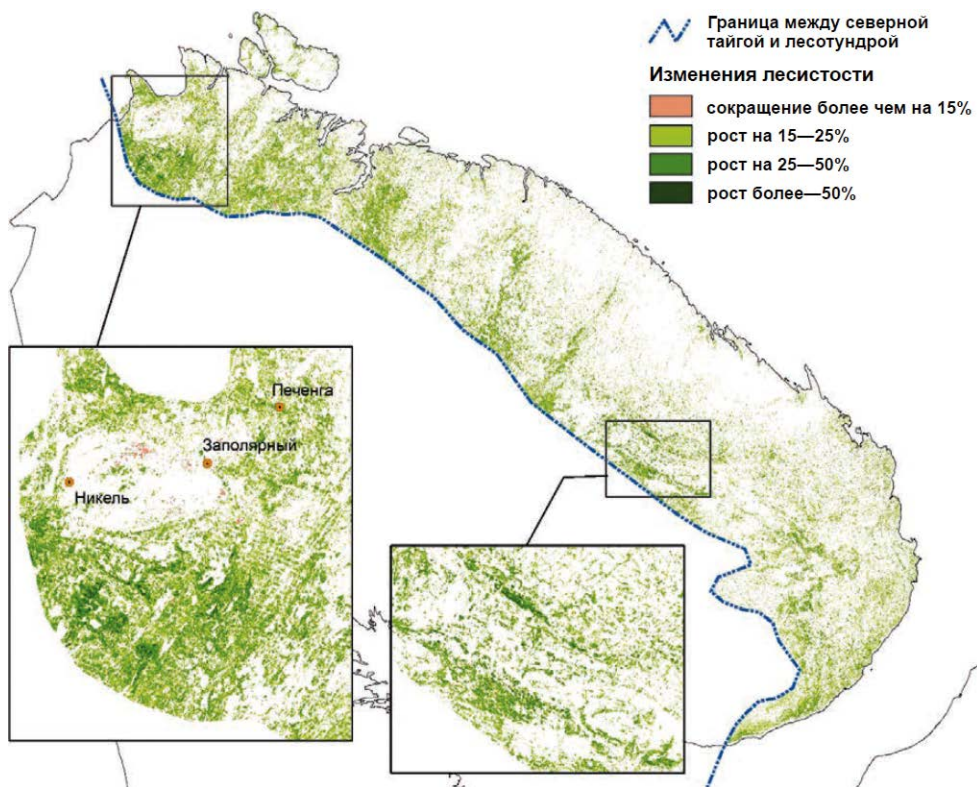 Граница между северной
тайгой и лесотундрой
Изменения лесистости
сокращение более чем на 15%
рост на 15—25%
рост на 25—50%
рост более—50%
Печенга
Заполярный
Никель